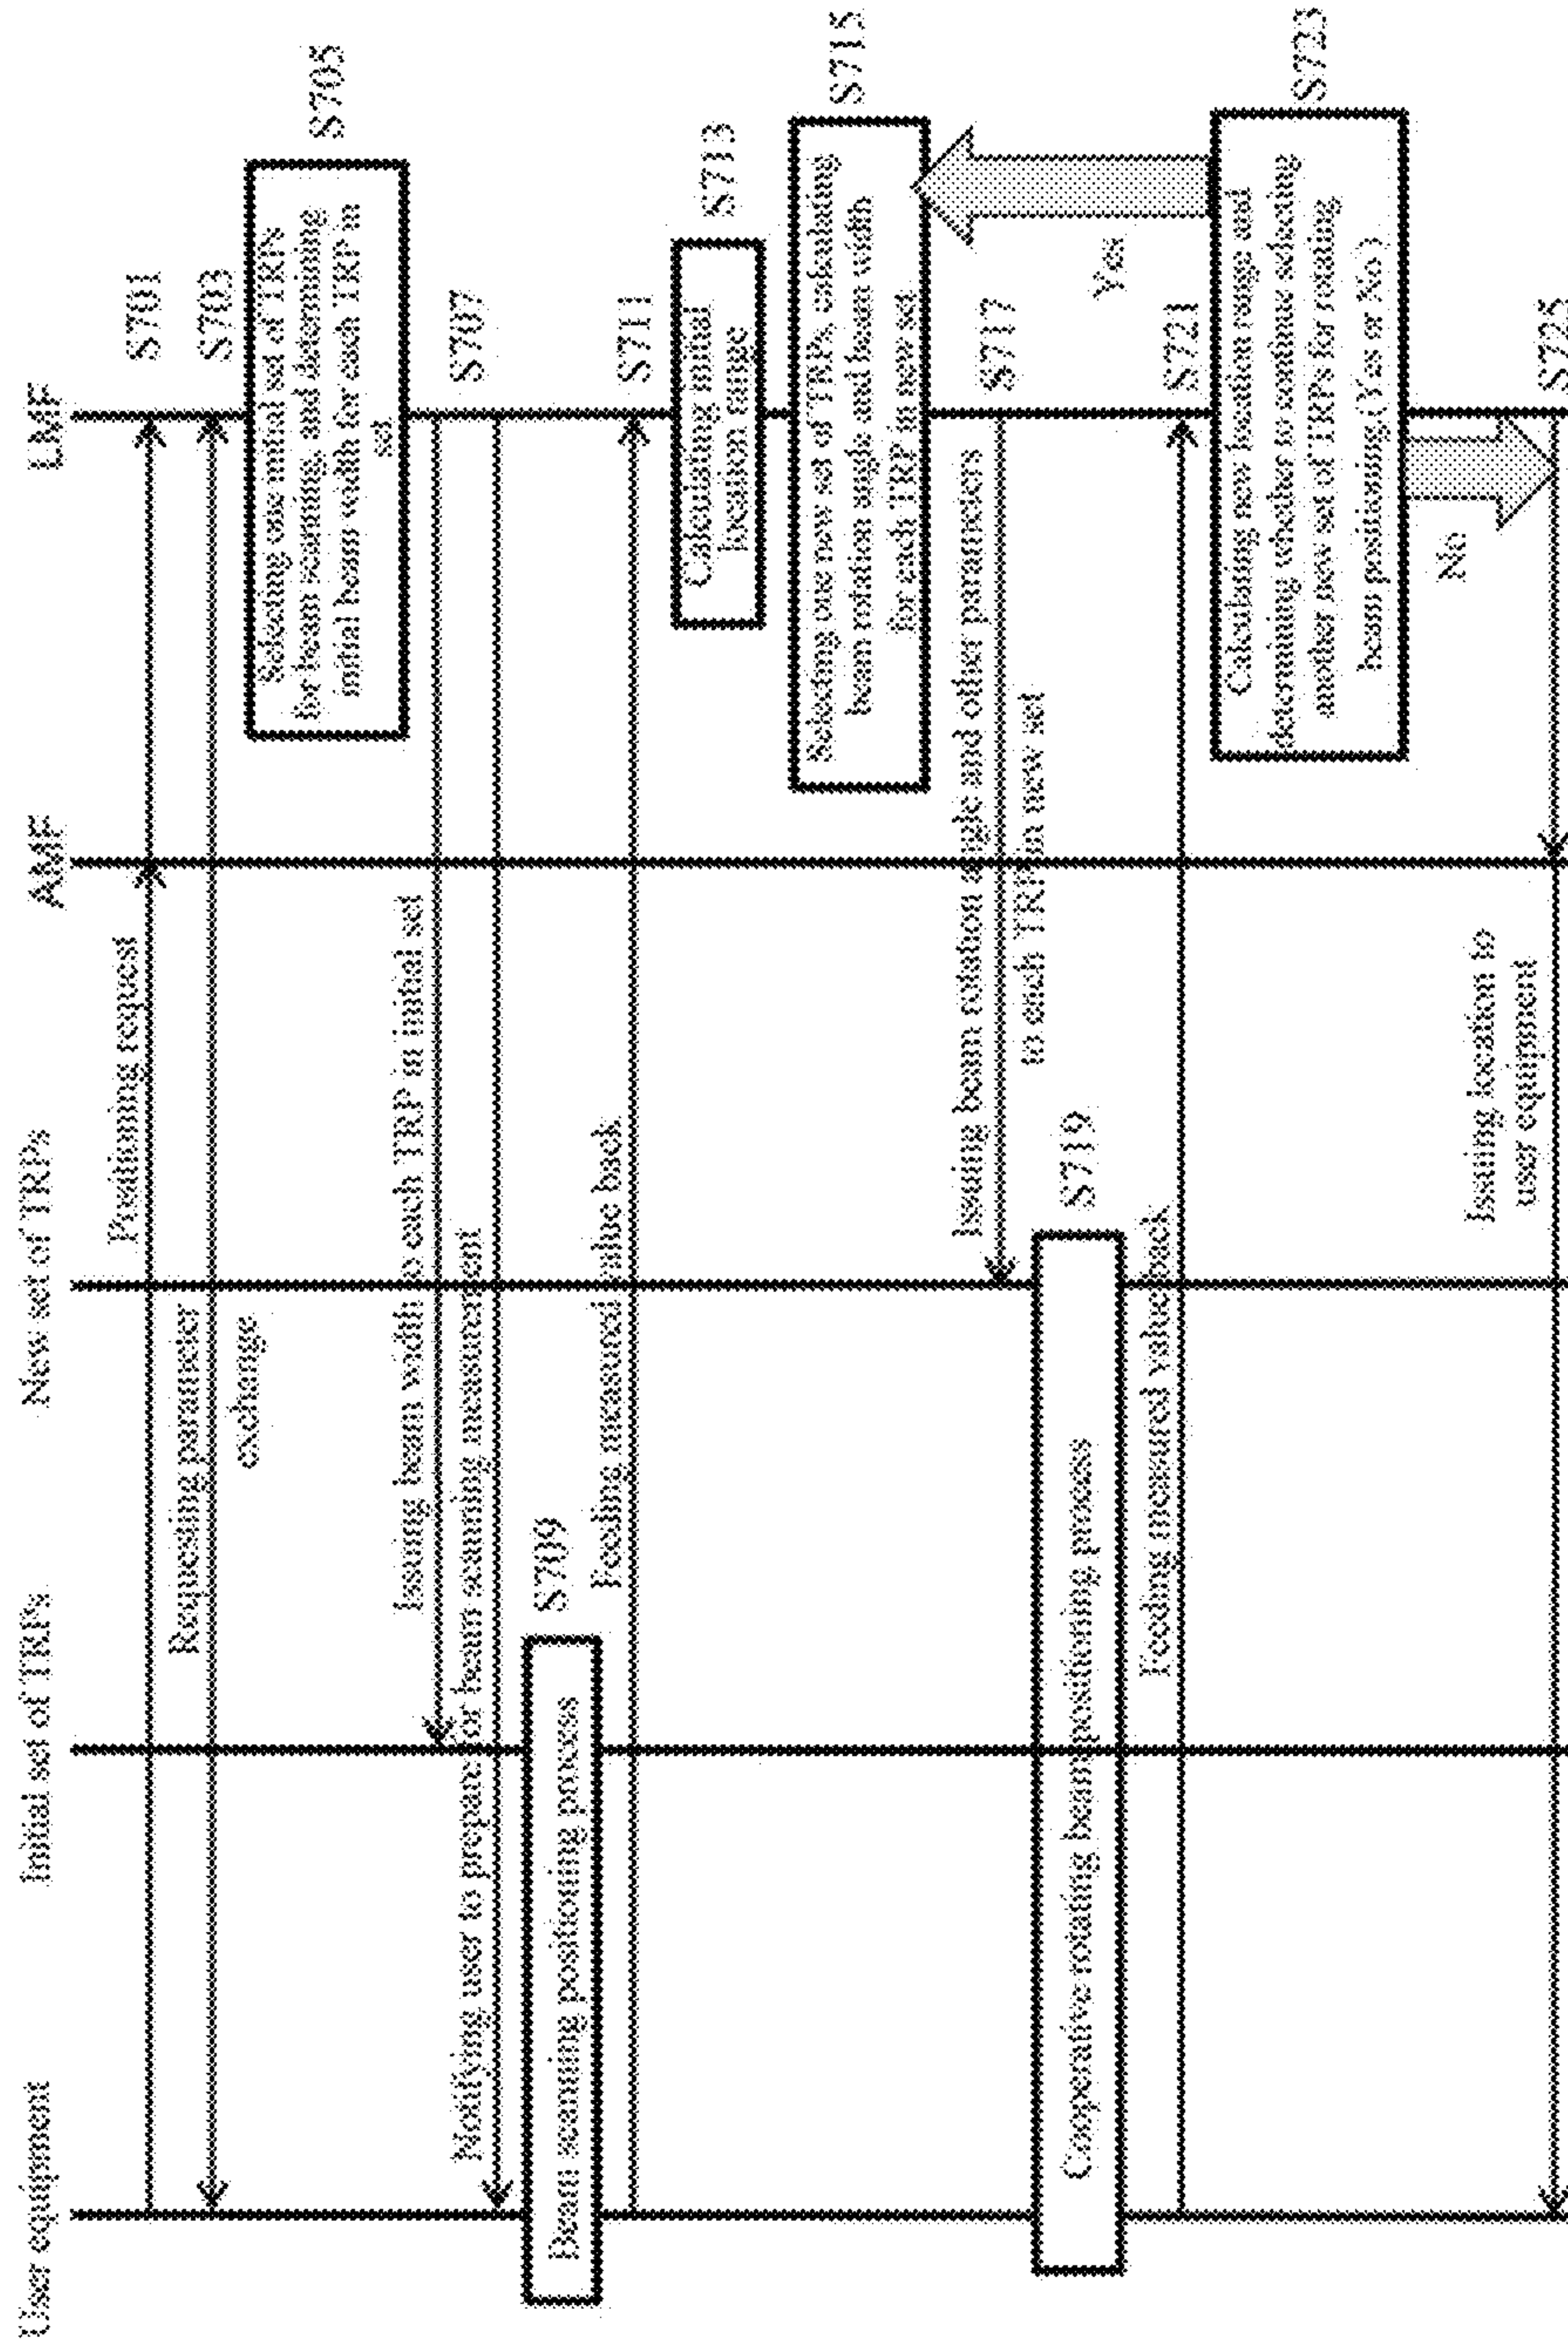 User equipment
Initial set of TRPs
New set of TRPs
AMF
LMF
Positioning request
S701
Requesting parameter
exchange
S703
Selecting one initial set of TRPs
for beam scanning, and determining
initial beam width for each TRP in
set
S705
Issuing beam width to each TRP in initial set
S707
Notifying user to prepare for beam scanning measurement
Beam scanning positioning process
S709
Feeding measured value back
S711
Calculating initial
location range
S713
Selecting one new set of TRPs, calculating
beam rotation angle and beam width
for each TRP in new set
S715
Issuing beam rotation angle and other parameters
to each TRP in new set
S717
Cooperative rotating beam positioning process
S719
Feeding measured value back
S721
Yes
Calculating new location range and
determining whether to continue selecting
another new set of TRPs for rotating
beam positioning (Yes or No)
S723
No
Issuing location to
user equipment
S725